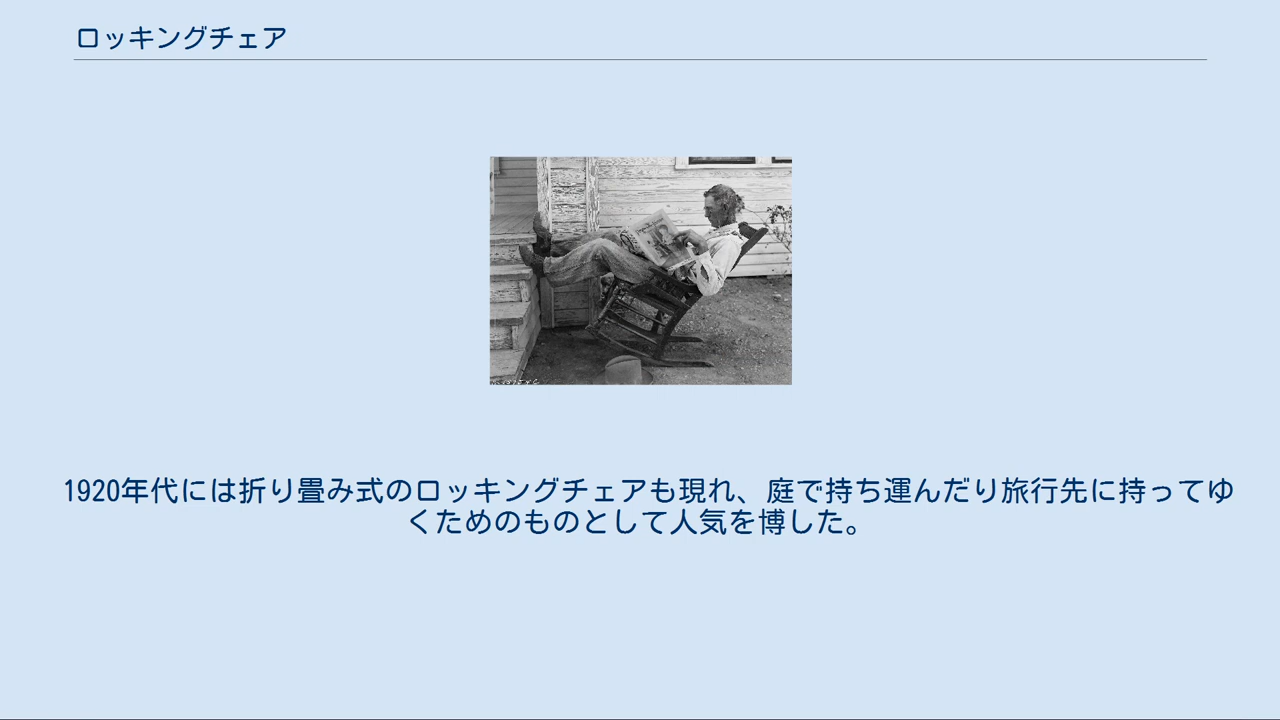 ロッキングチェア
1920年代には折り畳み式のロッキングチェアも現れ、庭で持ち運んだり旅行先に持ってゆ
くためのものとして人気を博した。